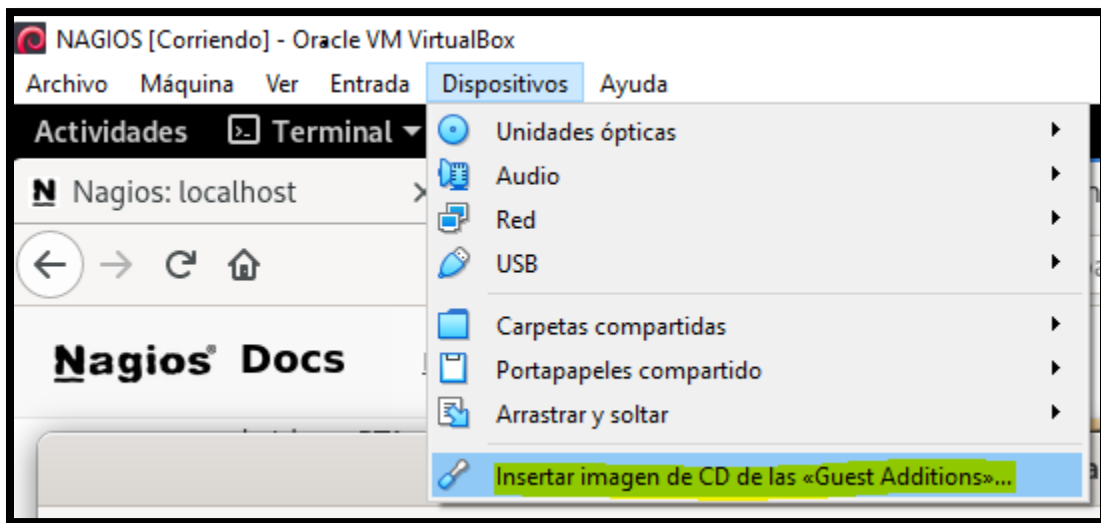 NAGIOS [Corriendo] - Oracle VM VirtualBox
Archivo Máquina Ver Entrada Dispositivos Ayuda
Actividades Terminal
Unidades ópticas
N Nagios: localhost
Audio
Red
USB
Carpetas compartidas
Nagios® Docs
Portapapeles compartido
Arrastrar y soltar
Insertar imagen de CD de las «Guest Additions»...